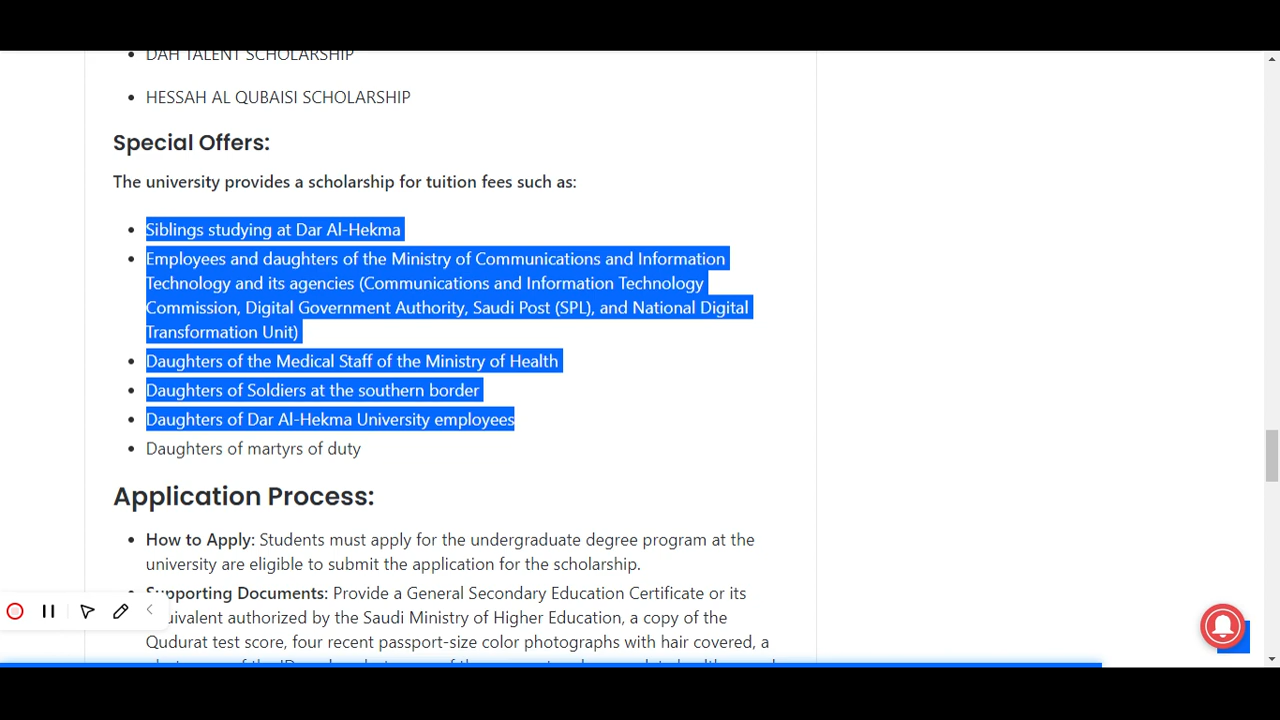 DAH TALENT SCHOLARSHIP
HESSAH AL QUBAISI SCHOLARSHIP
Special Offers:
The university provides a scholarship for tuition fees such as:
Siblings studying at Dar Al-Hekma
Employees and daughters of the Ministry of Communications and Information
Technology and its agencies (Communications and Information Technology
Commission, Digital Government Authority, Saudi Post (SPL), and National Digital
Transformation Unit)
Daughters of the Medical Staff of the Ministry of Health
Daughters of Soldiers at the southern border
Daughters of Dar Al-Hekma University employees
Daughters of martyrs of duty
Application Process:
How to Apply: Students must apply for the undergraduate degree program at the
university are eligible to submit the application for the scholarship.
Supporting Documents: Provide a General Secondary Education Certificate or its
equivalent authorized by the Saudi Ministry of Higher Education, a copy of the
Qudurat test score, four recent passport-size color photographs with hair covered, a